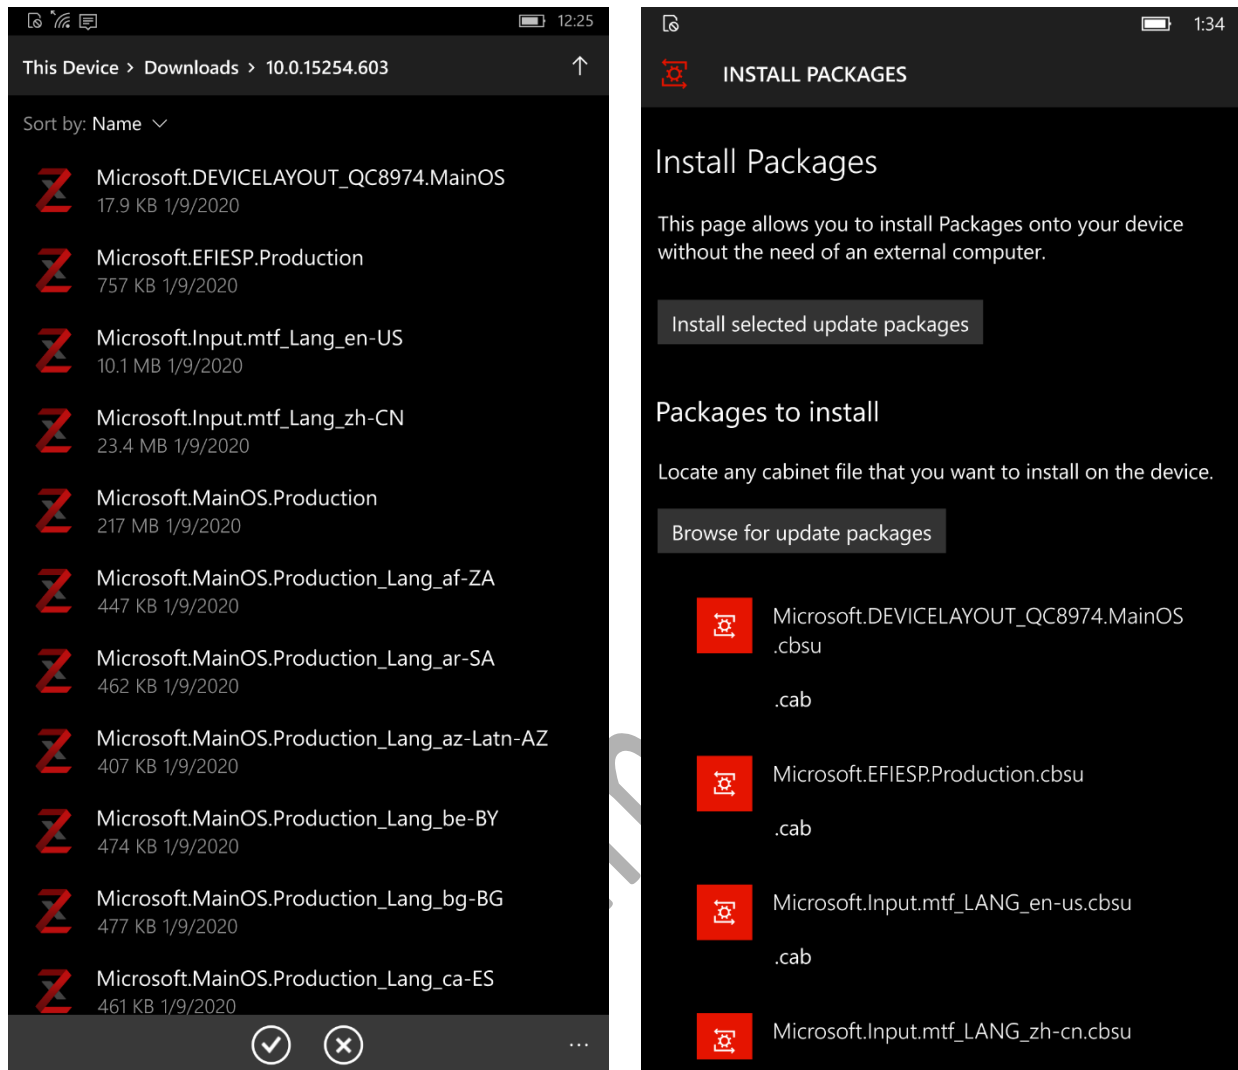 12:25
This Device > Downloads > 10.0.15254.603
Sort by: Name
Microsoft.DEVICELAYOUT_QC8974.MainOS
17.9 KB 1/9/2020
Microsoft.EFIESP.Production
757 KB 1/9/2020
Microsoft.Input.mtf_Lang_en-US
10.1 MB 1/9/2020
Microsoft.Input.mtf_Lang_zh-CN
23.4 MB 1/9/2020
Microsoft.MainOS.Production
217 MB 1/9/2020
Microsoft.MainOS.Production_Lang_af-ZA
447 KB 1/9/2020
Microsoft.MainOS.Production_Lang_ar-SA
462 KB 1/9/2020
Microsoft.MainOS.Production_Lang_az-Latn-AZ
407 KB 1/9/2020
Microsoft.MainOS.Production_Lang_be-BY
474 KB 1/9/2020
Microsoft.MainOS.Production_Lang_bg-BG
477 KB 1/9/2020
Microsoft.MainOS.Production_Lang_ca-ES
461 KB 1/9/2020
1:34
INSTALL PACKAGES
Install Packages
This page allows you to install Packages onto your device
without the need of an external computer.
Install selected update packages
Packages to install
Locate any cabinet file that you want to install on the device.
Browse for update packages
Microsoft.DEVICELAYOUT_QC8974.MainOS
.cbsu
.cab
Microsoft.EFIESP.Production.cbsu
.cab
Microsoft.Input.mtf_LANG_en-us.cbsu
.cab
Microsoft.Input.mtf_LANG_zh-cn.cbsu